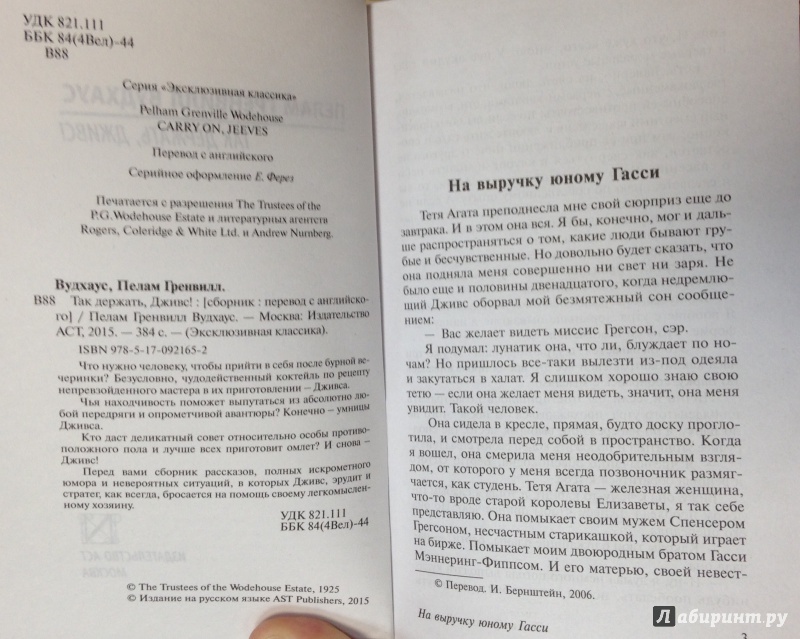 УДК 821.111
ББК 84(4Вел)-44
В88
Серия «Эксклюзивная классика»
Pelham Grenville Wodehouse
CARRY ON, JEEVES
Перевод с английского
Серийное оформление Е. Ферез
Печатается с разрешения The Trustees of the
P.G.Wodehouse Estate и литературных агентств
Rogers, Coleridge & White Ltd. и Andrew Nurnberg.
Вудхаус, Пелам Гренвилл.
В88 Так держать, Дживс! : [сборник : перевод с английско-
го] / Пелам Гренвилл Вудхаус. — Москва: Издательство
АСТ, 2015. — 384 с. — (Эксклюзивная классика).
ISBN 978-5-17-092165-2
Что нужно человеку, чтобы прийти в себя после бурной ве-
черинки? Безусловно, чудодейственный коктейль по рецепту
непревзойденного мастера в их приготовлении – Дживса.
Чья находчивость поможет выпутаться из абсолютно лю-
бой передряги и опрометчивой авантюры? Конечно – умницы
Дживса.
Кто даст деликатный совет относительно особы противо-
положного пола и лучше всех приготовит омлет? И снова –
Дживс!
Перед вами сборник рассказов, полных искрометного
юмора и невероятных ситуаций, в которых Дживс, эрудит и
стратег, как всегда, бросается на помощь своему легкомыслен-
ному хозяину.
УДК 821.111
ББК 84(4Вел)-44
© The Trustees of the Wodehouse Estate, 1925
© Издание на русском языке AST Publishers, 2015
На выручку юному Гасси
Тетя Агата преподнесла мне свой сюрприз еще до
завтрака. И в этом она вся. Я бы, конечно, мог и даль-
ше распространяться о том, какие люди бывают гру-
бые и бесчувственные. Но довольно будет сказать, что
она подняла меня совершенно ни свет ни заря. Не
было еще и половины двенадцатого, когда недремлю-
щий Дживс оборвал мой безмятежный сон сообще-
нием:
— Вас желает видеть миссис Грегсон, сэр.
Я подумал: лунатик она, что ли, блуждает по но-
чам? Но пришлось все-таки вылезти из-под одеяла
и закутаться в халат. Я слишком хорошо знаю свою
тетю — если она желает меня видеть, значит, она меня
увидит. Такой человек.
Она сидела в кресле, прямая, будто доску прогло-
тила, и смотрела перед собой в пространство. Когда
я вошел, она смерила меня неодобрительным взгля-
дом, от которого у меня всегда позвоночник размяг-
чается, как студень. Тетя Агата — железная женщина,
что-то вроде старой королевы Елизаветы, я так себе
представляю. Она помыкает своим мужем Спенсером
Грегсоном, несчастным старикашкой, который играет
на бирже. Помыкает моим двоюродным братом Гасси
Мэннеринг-Фиппсом. И его матерью, своей невест-
© Перевод. И. Бернштейн, 2006.
На выручку юному Гасси
3
Лабиринт.ру